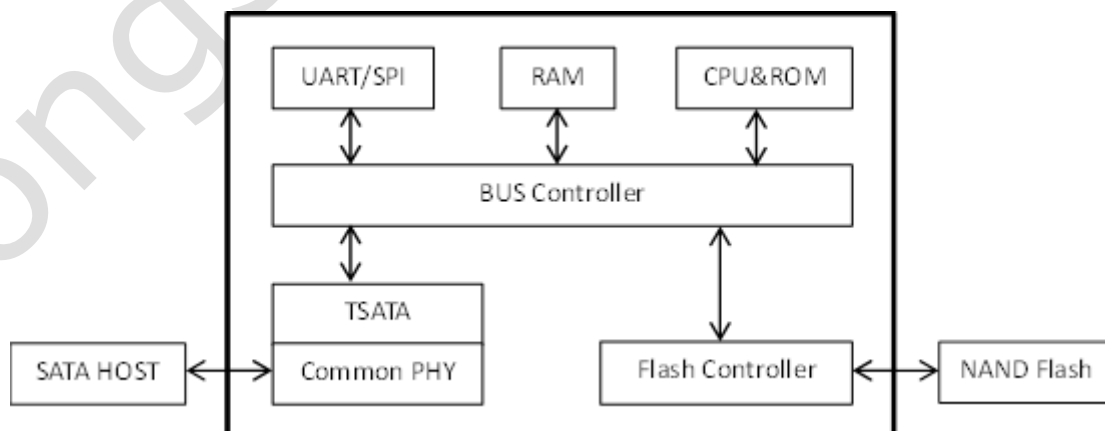 UART/SPI RAM CPU&ROM
BUS Controller
TSATA
SATA HOST Common PHY Flash Controller NAND Flash